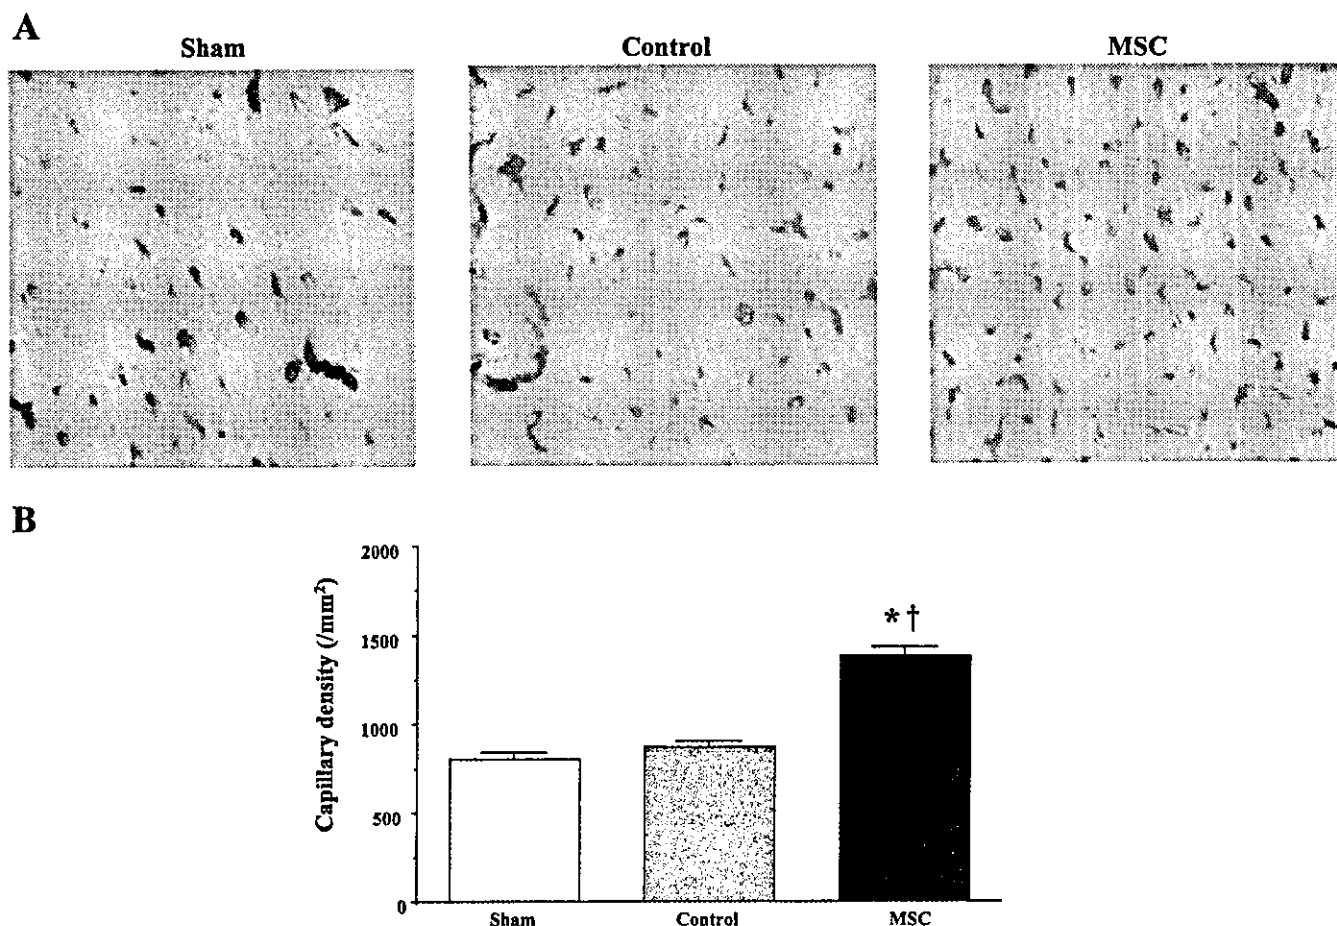 A
Sham
Control
MSC
B
Capillary density (/mm²)
2000
1500
1000
500
0
*†
Sham
Control
MSC